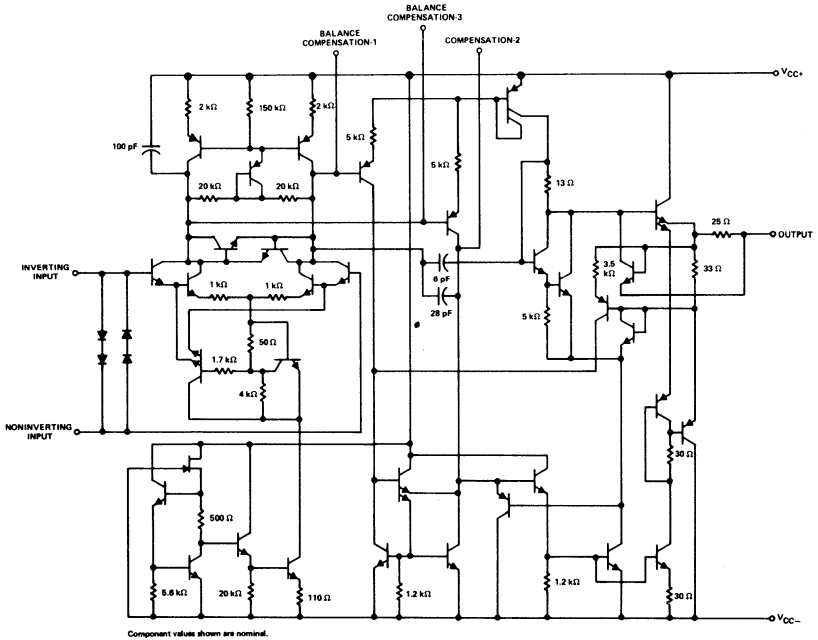 BALANCE
COMPENSATION-3
BALANCE
COMPENSATION-1
COMPENSATION-2
VCC+
2 kΩ
150 kΩ
2 kΩ
5 kΩ
100 pF
5 kΩ
13 Ω
20 kΩ
20 kΩ
25 Ω
OUTPUT
INVERTING
INPUT
6 pF
3.5
kΩ
33 Ω
1 kΩ
1 kΩ
28 pF
5 kΩ
50 Ω
1.7 kΩ
4 kΩ
NONINVERTING
INPUT
30 Ω
500 Ω
5.6 kΩ
20 kΩ
110 Ω
1.2 kΩ
1.2 kΩ
30 Ω
VCC−
Component values shown are nominal.